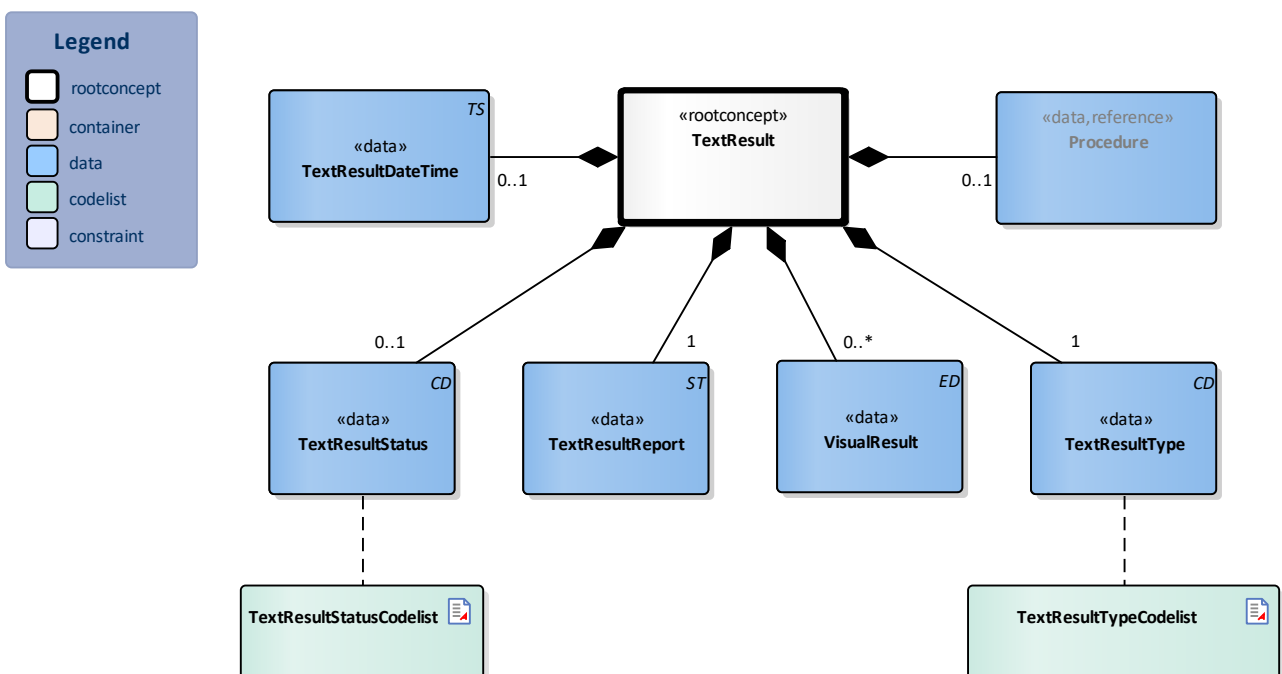 Legend
rootconcept
container
data
codelist
constraint
TS
«data»
TextResultDateTime
0..1
«rootconcept»
TextResult
«data,reference»
Procedure
0..1
0..1
1
0..*
1
CD
«data»
TextResultStatus
ST
«data»
TextResultReport
ED
«data»
VisualResult
CD
«data»
TextResultType
TextResultStatusCodelist
TextResultTypeCodelist